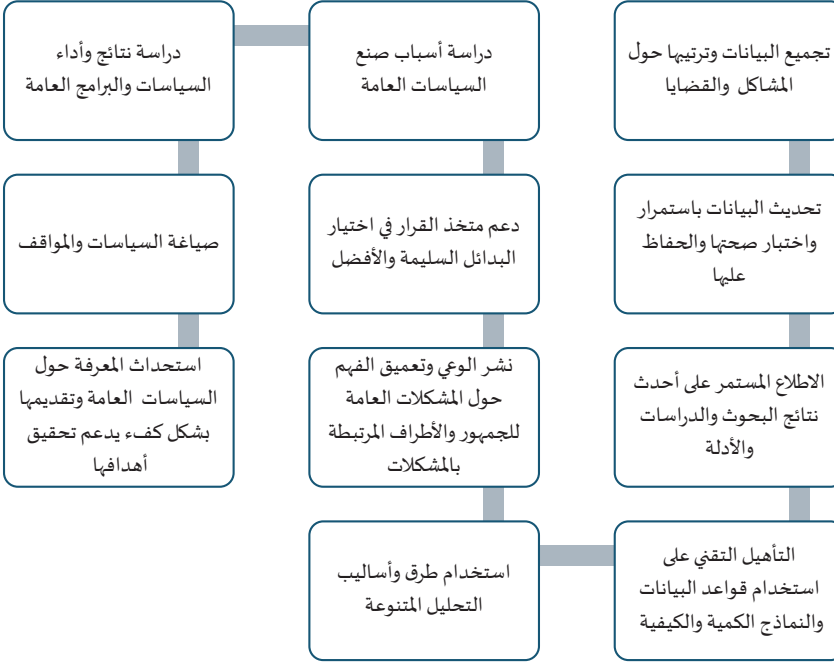 تجميع البيانات وترتيبها حول
المشاكل والقضايا
تحديث البيانات باستمرار
واختبار صحتها والحفاظ
عليها
الاطلاع المستمر على أحدث
نتائج البحوث والدراسات
والأدلة
التأهيل التقني على
استخدام قواعد البيانات
والنماذج الكمية والكيفية
استخدام طرق وأساليب
التحليل المتنوعة
نشر الوعي وتعميق الفهم
حول المشكلات العامة
للجمهور والأطراف المرتبطة
بالمشكلات
دعم متخذ القرار في اختيار
البدائل السليمة والأفضل
دراسة أسباب صنع
السياسات العامة
دراسة نتائج وأداء
السياسات والبرامج العامة
صياغة السياسات والمواقف
استحداث المعرفة حول
السياسات العامة وتقديمها
بشكل كفء يدعم تحقيق
أهدافها